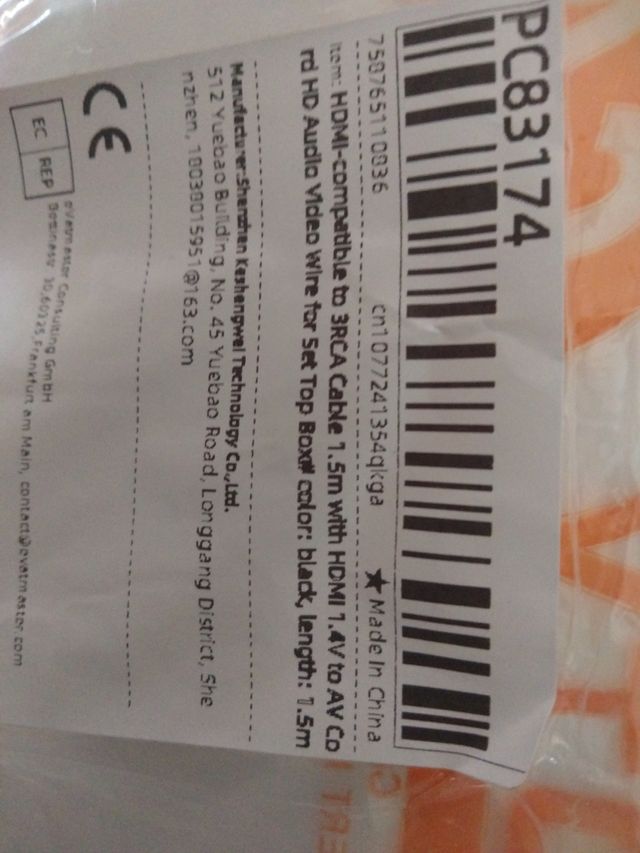 PC83174
758765110836 cn1077241354qkga ★Made In China
Item: HDMI-compatible to 3RCA Cable 1.5m with HDMI 1.4V to AV Co
rd HD Audio Video Wire for Set Top Box# color: black, length: 1.5m
Manufacturer:Shenzhen Keshengwei Technology Co.,Ltd.
512 Yuebao Building, No. 45 Yuebao Road, Longgang District, She
nzhen, 18038015951@163.com
CE
EC REP
eVatmaster Consulting GmbH
30,60325,Frankfurt am Main, contact@evatmaster.com